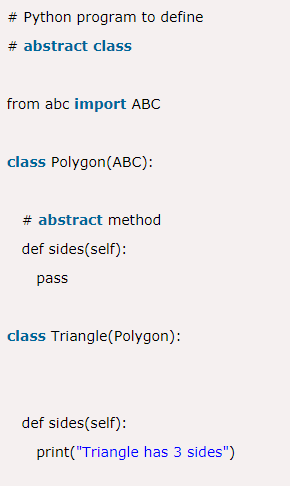 # Python program to define
# abstract class
from abc import ABC
class Polygon(ABC):
# abstract method
def sides(self):
pass
class Triangle(Polygon):
def sides(self):
print("Triangle has 3 sides")